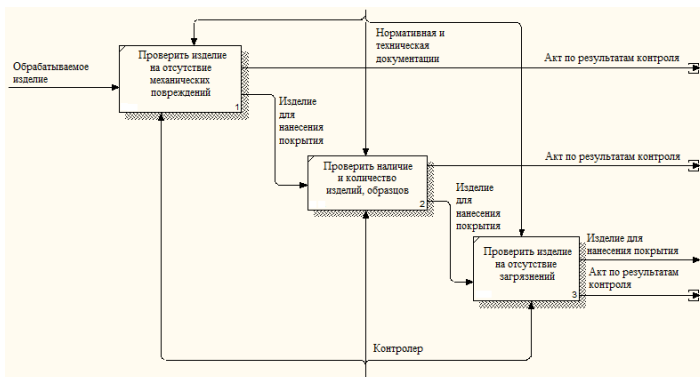 Нормативная и
техническая
документации
Обрабатываемое
изделие
Проверить изделие
на отсутствие
механических
повреждений
1
Акт по результатам контроля
Изделие
для
нанесения
покрытия
Проверить наличие
и количество
изделий, образцов
2
Акт по результатам контроля
Изделие
для
нанесения
покрытия
Проверить изделие
на отсутствие
загрязнений
3
Изделие для
нанесения покрытия
Акт по результатам
контроля
Контролер